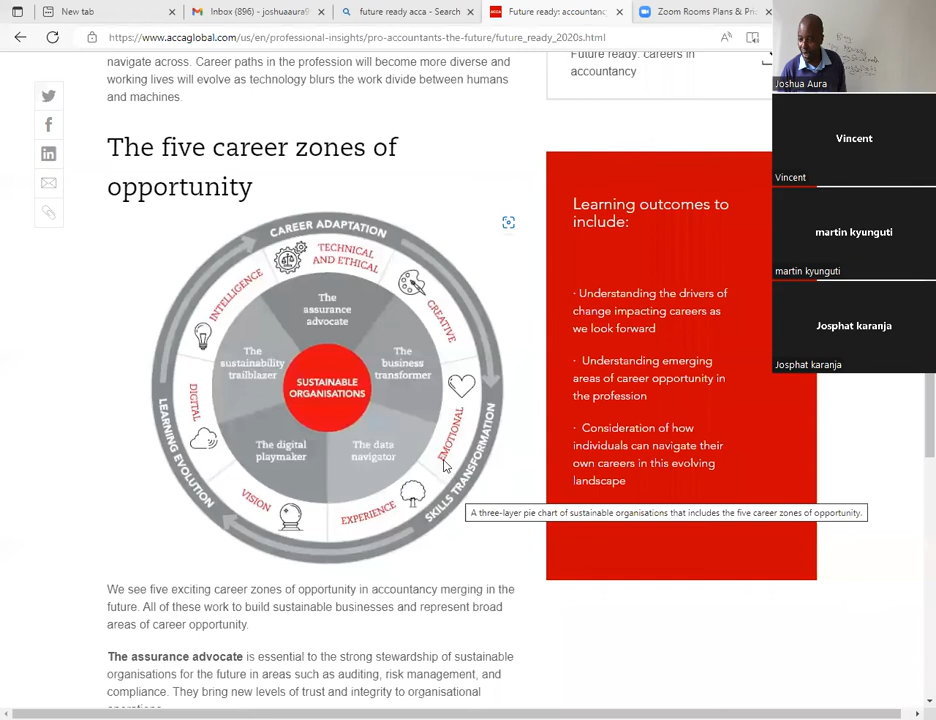 New tab
Inbox (896) - joshuaaura9
future ready acca - Search
Future ready: accountanc
Zoom Rooms Plans & Pri
https://www.accaglobal.com/us/en/professional-insights/pro-accountants-the-future/future_ready_2020s.html
navigate across. Career paths in the profession will become more diverse and
working lives will evolve as technology blurs the work divide between humans
and machines.
Future ready: careers in
accountancy
The five career zones of
opportunity
CAREER ADAPTATION
SKILLS TRANSFORMATION
LEARNING EVOLUTION
TECHNICAL
AND ETHICAL
CREATIVE
EMOTIONAL
EXPERIENCE
VISION
DIGITAL
INTELLIGENCE
The
assurance
advocate
The
business
transformer
The data
navigator
The digital
playmaker
The
sustainability
trailblazer
SUSTAINABLE
ORGANISATIONS
Learning outcomes to
include:
· Understanding the drivers of
change impacting careers as
we look forward
· Understanding emerging
areas of career opportunity in
the profession
· Consideration of how
individuals can navigate their
own careers in this evolving
landscape
A three-layer pie chart of sustainable organisations that includes the five career zones of opportunity.
We see five exciting career zones of opportunity in accountancy merging in the
future. All of these work to build sustainable businesses and represent broad
areas of career opportunity.
The assurance advocate is essential to the strong stewardship of sustainable
organisations for the future in areas such as auditing, risk management, and
compliance. They bring new levels of trust and integrity to organisational
Joshua Aura
Vincent
Vincent
martin kyunguti
martin kyunguti
Josphat karanja
Josphat karanja